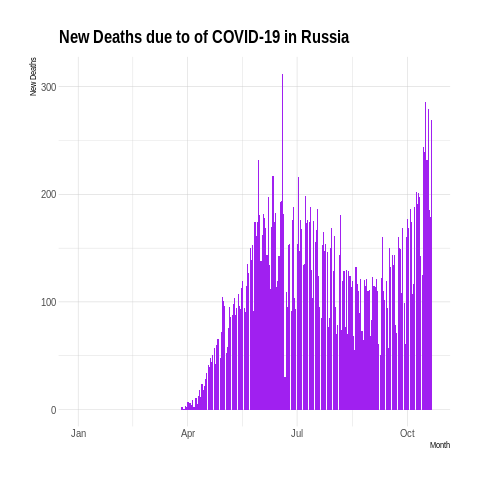 New Deaths due to of COVID-19 in Russia
New Deaths
300
200
100
0
Jan Apr Jul Oct
Month